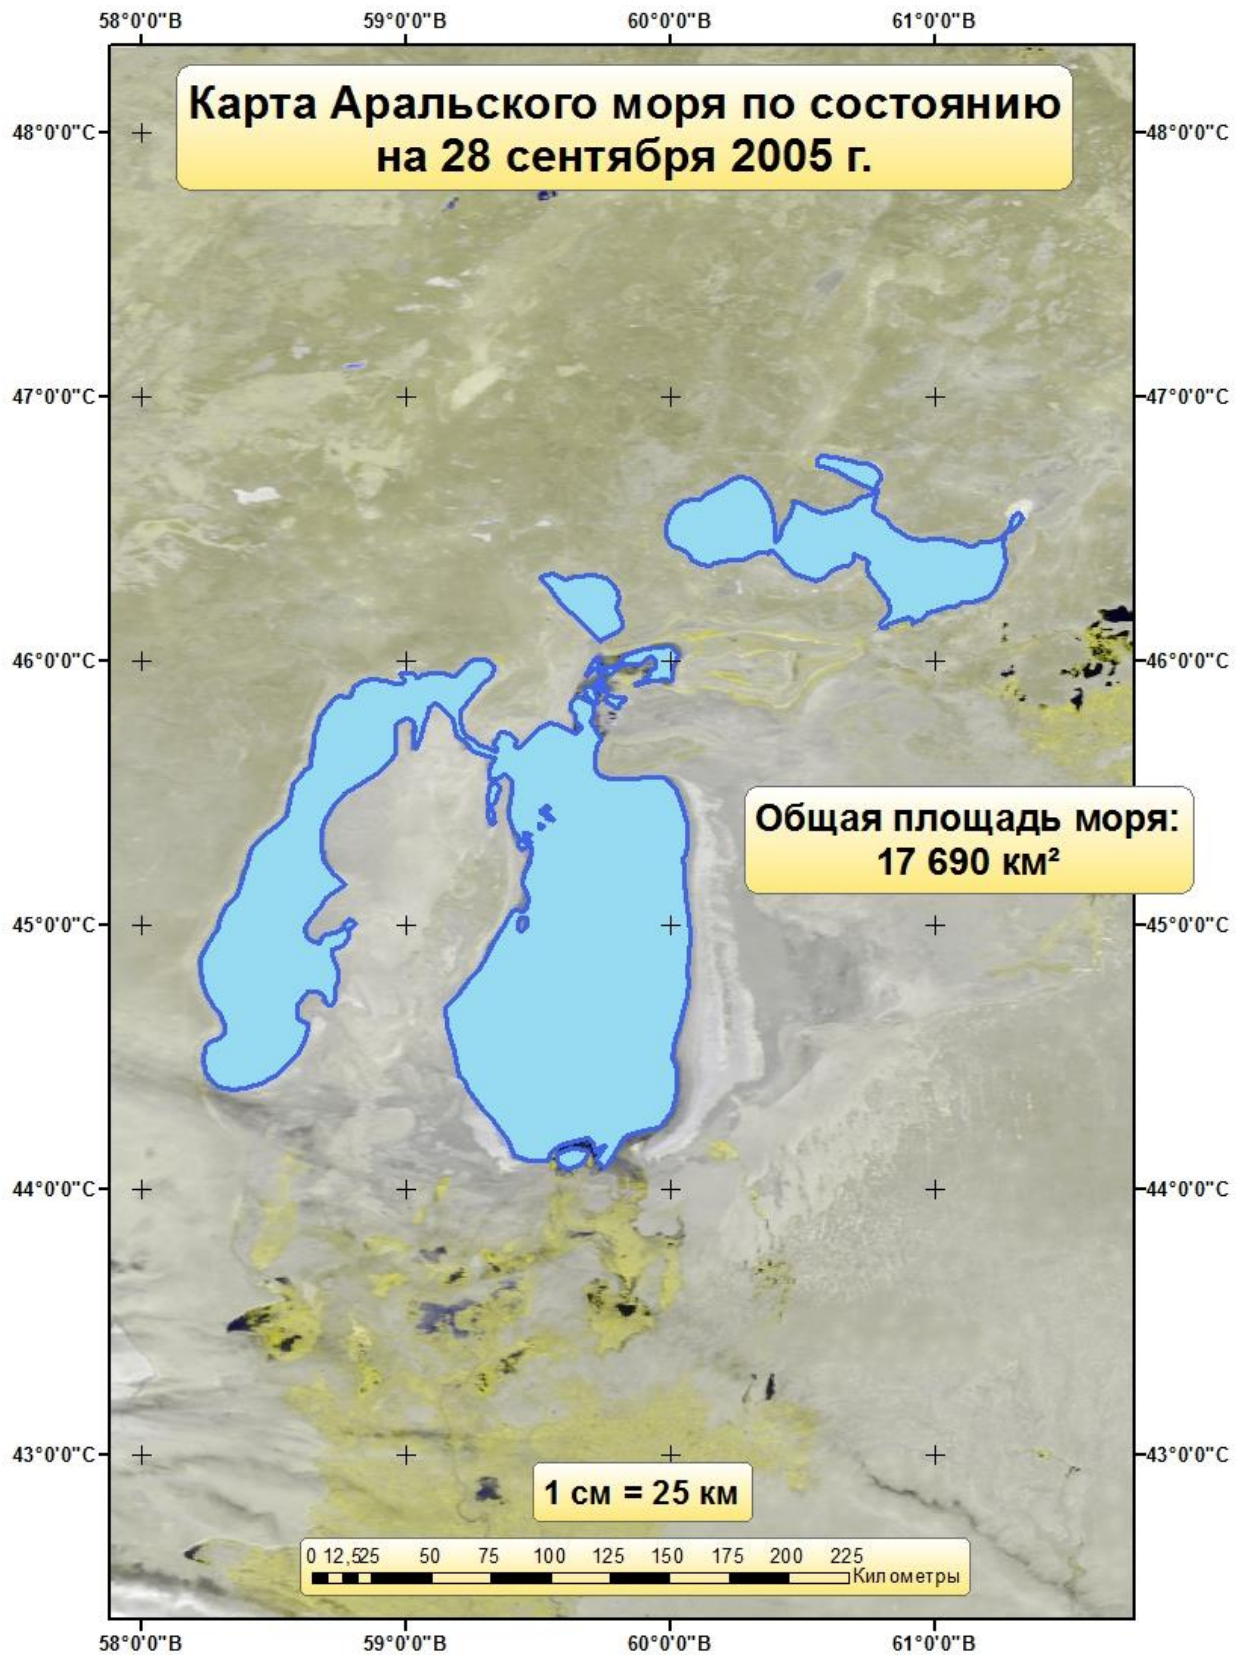 58°0'0"В 59°0'0"В 60°0'0"В 61°0'0"В
Карта Аральского моря по состоянию
на 28 сентября 2005 г.
48°0'0"С 48°0'0"С
47°0'0"С 47°0'0"С
46°0'0"С 46°0'0"С
Общая площадь моря:
17 690 км²
45°0'0"С 45°0'0"С
44°0'0"С 44°0'0"С
43°0'0"С 43°0'0"С
1 см = 25 км
0 12,5 25 50 75 100 125 150 175 200 225
Километры
58°0'0"В 59°0'0"В 60°0'0"В 61°0'0"В